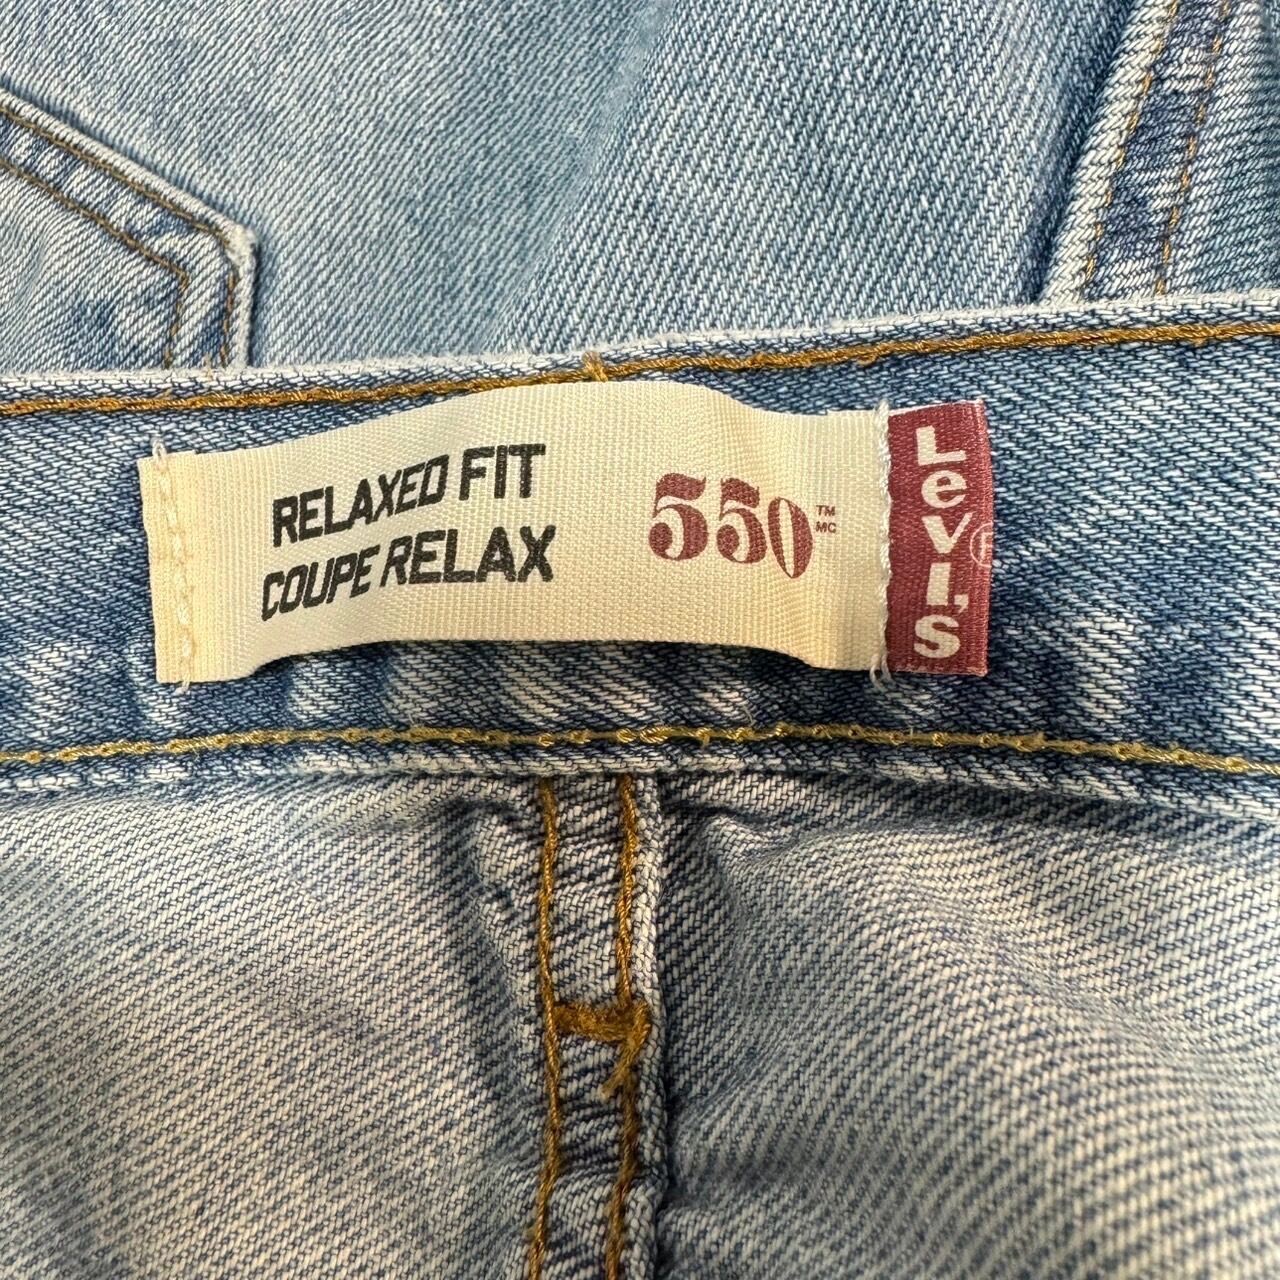 RELAXED FIT
COUPE RELAX
550™
MC
LEVI'S®